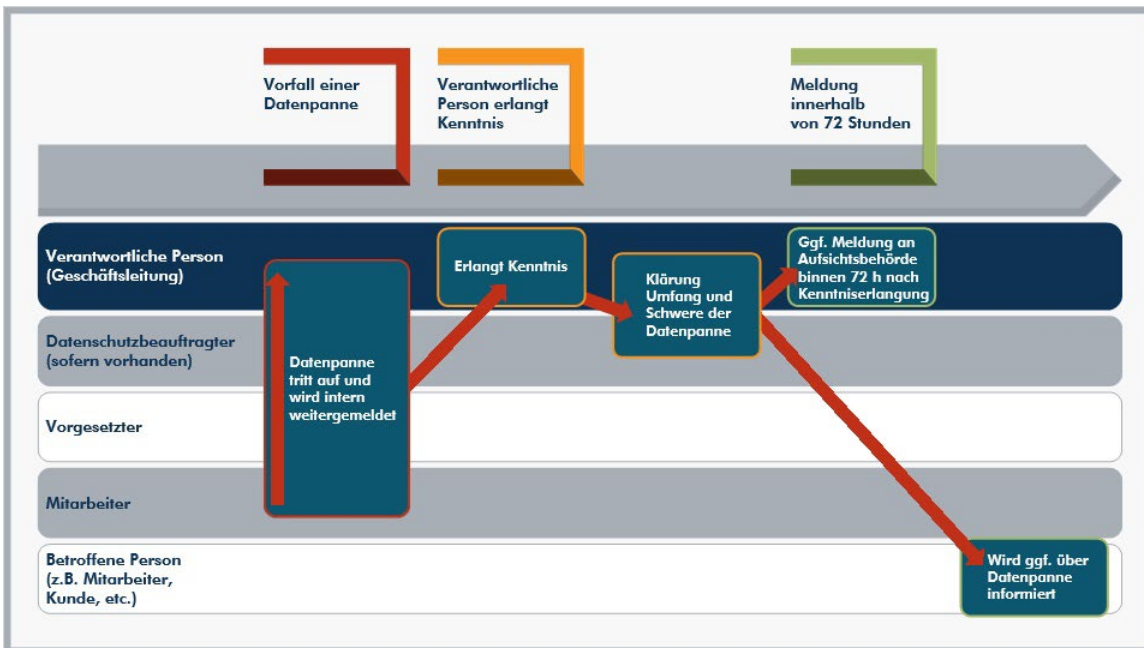 Vorfall einer
Datenpanne
Verantwortliche
Person erlangt
Kenntnis
Meldung
innerhalb
von 72 Stunden
Verantwortliche Person
(Geschäftsleitung)
Erlangt Kenntnis
Klärung
Umfang und
Schwere der
Datenpanne
Ggf. Meldung an
Aufsichtsbehörde
binnen 72 h nach
Kenntniserlangung
Datenschutzbeauftragter
(sofern vorhanden)
Datenpanne
tritt auf und
wird intern
weitergemeldet
Vorgesetzter
Mitarbeiter
Betroffene Person
(z.B. Mitarbeiter,
Kunde, etc.)
Wird ggf. über
Datenpanne
informiert